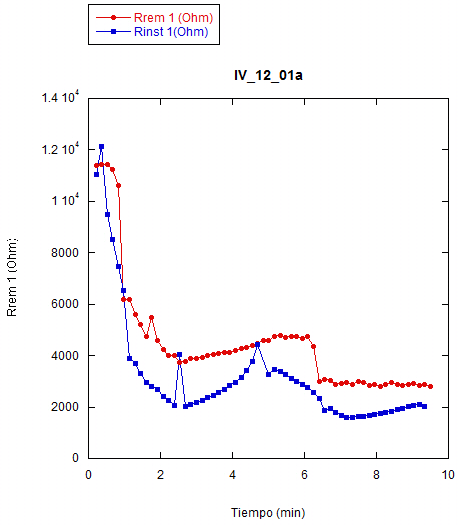 Rrem 1 (Ohm)
Rinst 1(Ohm)
IV_12_01a
1.4 10⁴
1.2 10⁴
1 10⁴
8000
6000
4000
2000
0
Rrem 1 (Ohm)
0 2 4 6 8 10
Tiempo (min)